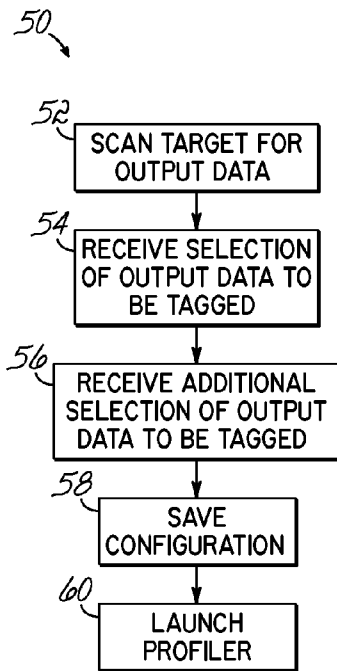 50
52
SCAN TARGET FOR
OUTPUT DATA
54
RECEIVE SELECTION
OF OUTPUT DATA TO
BE TAGGED
56
RECEIVE ADDITIONAL
SELECTION OF OUTPUT
DATA TO BE TAGGED
58
SAVE
CONFIGURATION
60
LAUNCH
PROFILER